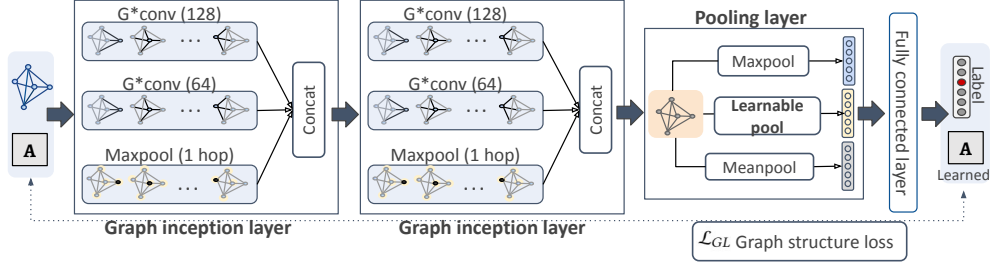 A
G*conv (128)
G*conv (64)
Maxpool (1 hop)
Concat
Graph inception layer
G*conv (128)
G*conv (64)
Maxpool (1 hop)
Concat
Graph inception layer
Pooling layer
Maxpool
Learnable
pool
Meanpool
Fully connected layer
Label
A
Learned
ℒGL Graph structure loss